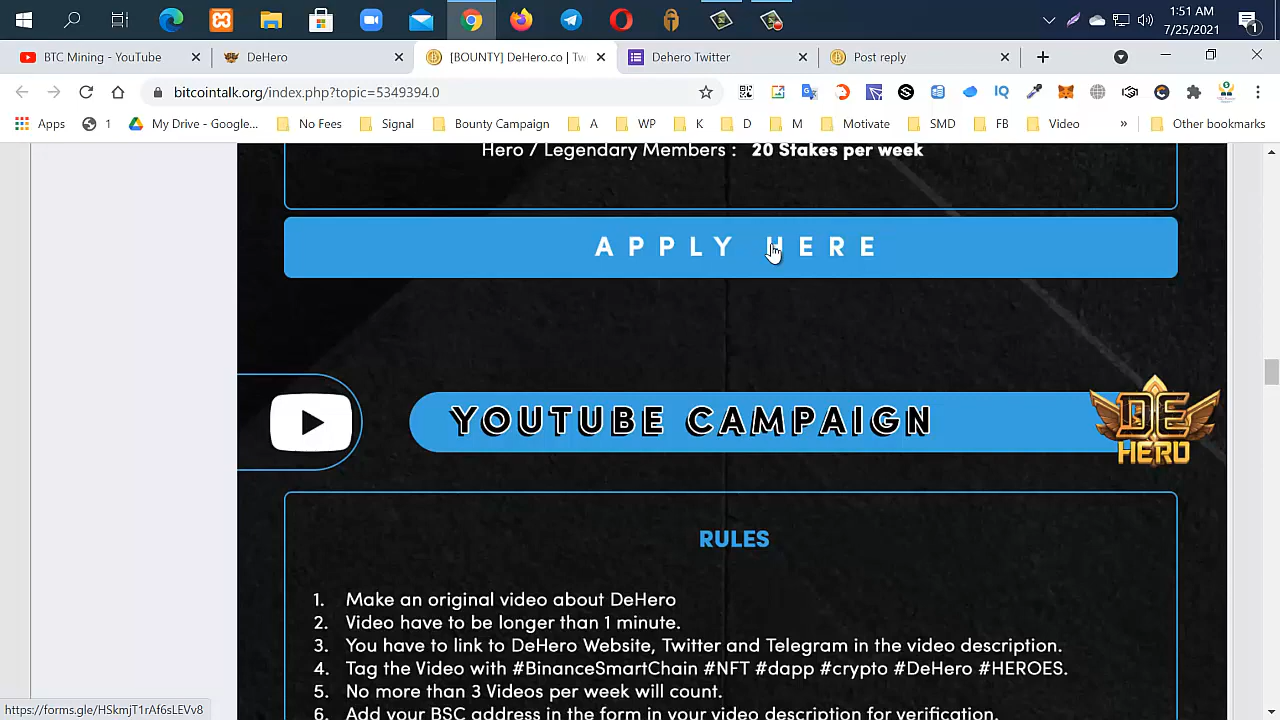 1:51 AM
7/25/2021
1
BTC Mining - YouTube
DeHero
[BOUNTY] DeHero.co | Tw
Dehero Twitter
Post reply
bitcointalk.org/index.php?topic=5349394.0
IQ
Apps
1
My Drive - Google...
No Fees
Signal
Bounty Campaign
A
WP
K
D
M
Motivate
SMD
FB
Video
»
Other bookmarks
Hero / Legendary Members : 20 Stakes per week
APPLY HERE
YOUTUBE CAMPAIGN
DE
HERO
RULES
1. Make an original video about DeHero
2. Video have to be longer than 1 minute.
3. You have to link to DeHero Website, Twitter and Telegram in the video description.
4. Tag the Video with #BinanceSmartChain #NFT #dapp #crypto #DeHero #HEROES.
5. No more than 3 Videos per week will count.
6. Add your BSC address in the form in your video description for verification.
https://forms.gle/HSkmjT1rAf6sLEVv8